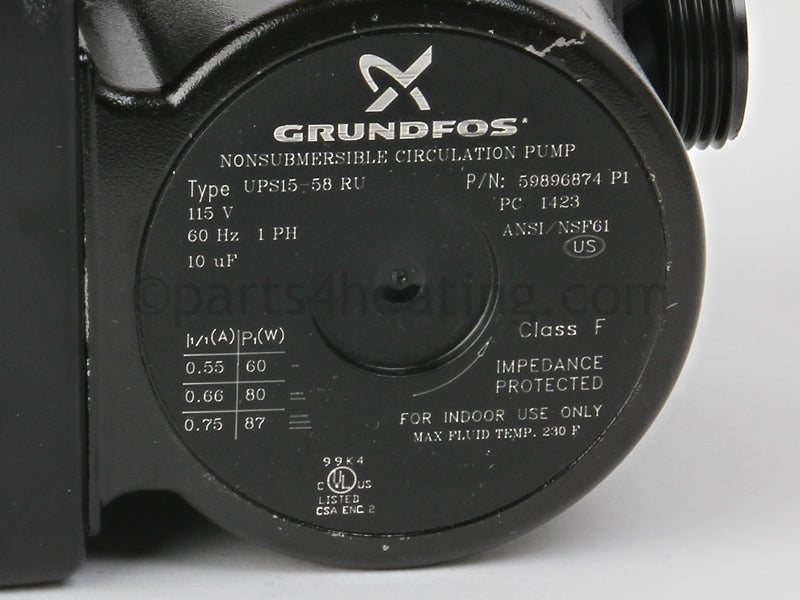 GRUNDFOS
NONSUBMERSIBLE CIRCULATION PUMP
Type UPS15-58 RU P/N: 59896874 P1
115 V PC 1423
60 Hz 1 PH ANSI/NSF61
US
10 uF
©parts4heating.com
Class F
I1/1(A) P1(W)
0.55 60
0.66 80
0.75 87
IMPEDANCE
PROTECTED
FOR INDOOR USE ONLY
MAX FLUID TEMP. 230 F
99K4
C UL US
LISTED
CSA ENC 2